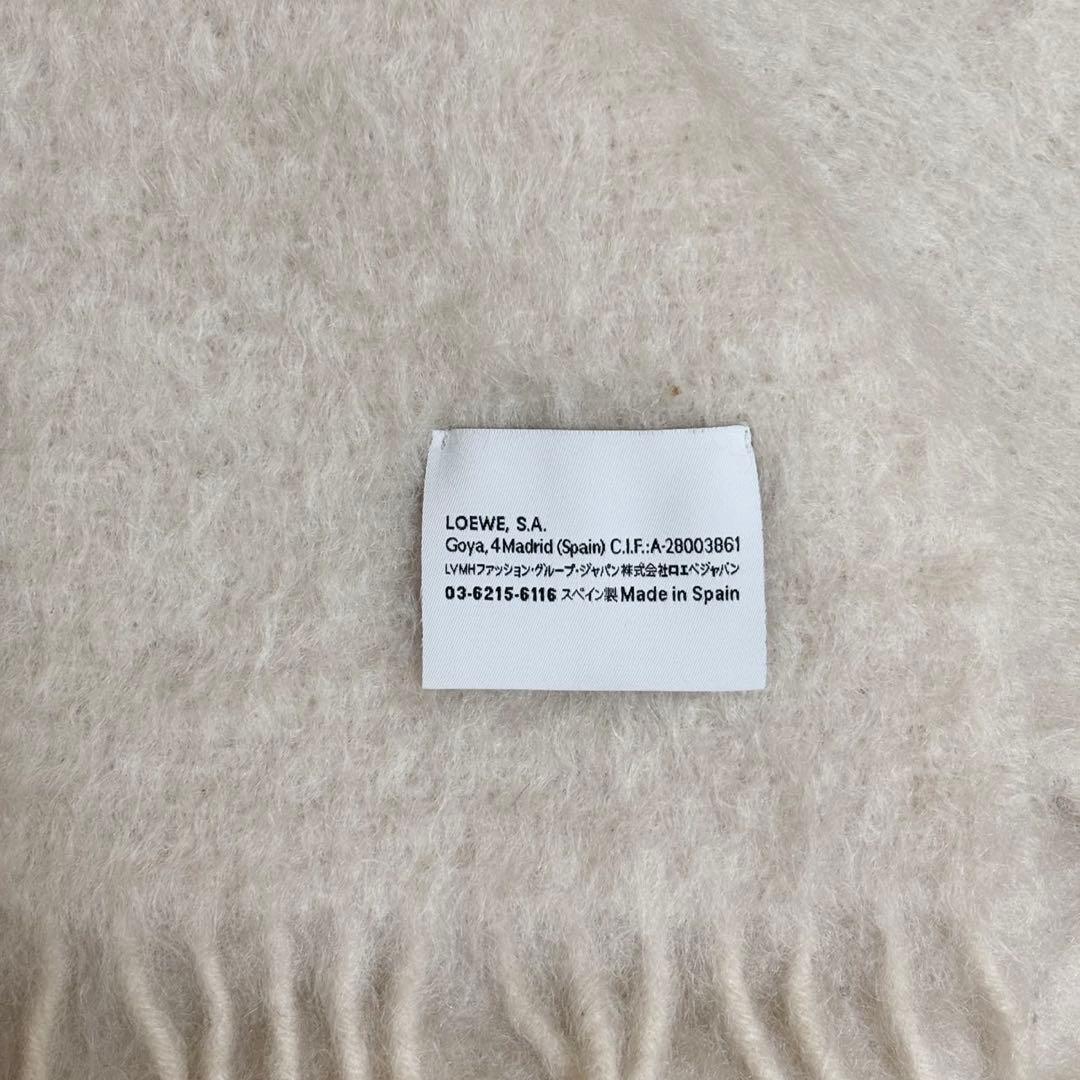 LOEWE, S.A.
Goya, 4 Madrid (Spain) C.I.F.:A-28003861
LVMHファッション・グループ・ジャパン株式会社ロエベジャパン
03-6215-6116 スペイン製 Made in Spain